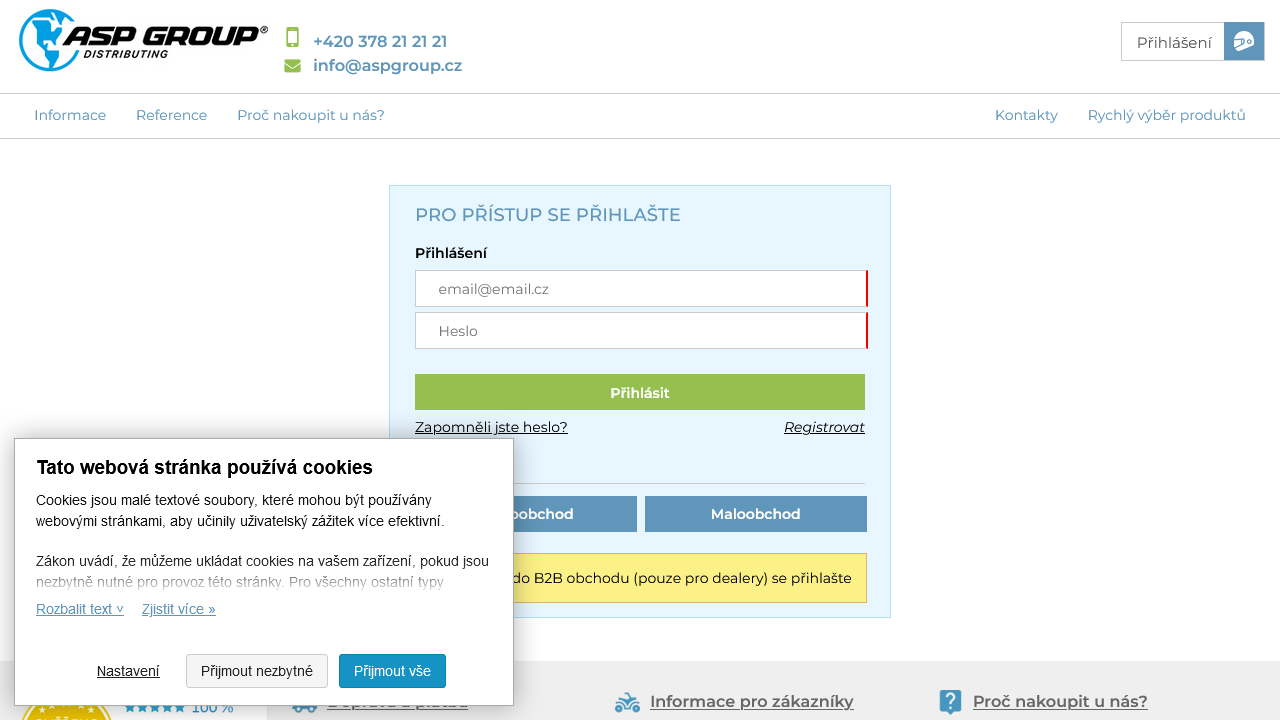 ASP GROUP®
DISTRIBUTING
+420 378 21 21 21
info@aspgroup.cz
Přihlášení
Informace
Reference
Proč nakoupit u nás?
Kontakty
Rychlý výběr produktů
PRO PŘÍSTUP SE PŘIHLAŠTE
Přihlášení
email@email.cz
Heslo
Přihlásit
Zapomněli jste heslo?
Registrovat
Maloobchod
do B2B obchodu (pouze pro dealery) se přihlašte
Tato webová stránka používá cookies
Cookies jsou malé textové soubory, které mohou být používány
webovými stránkami, aby učinily uživatelský zážitek více efektivní.
Zákon uvádí, že můžeme ukládat cookies na vašem zařízení, pokud jsou
nezbytně nutné pro provoz této stránky. Pro všechny ostatní typy
Rozbalit text ˅
Zjistit více »
Nastavení
Přijmout nezbytné
Přijmout vše
100 %
Informace pro zákazníky
Proč nakoupit u nás?